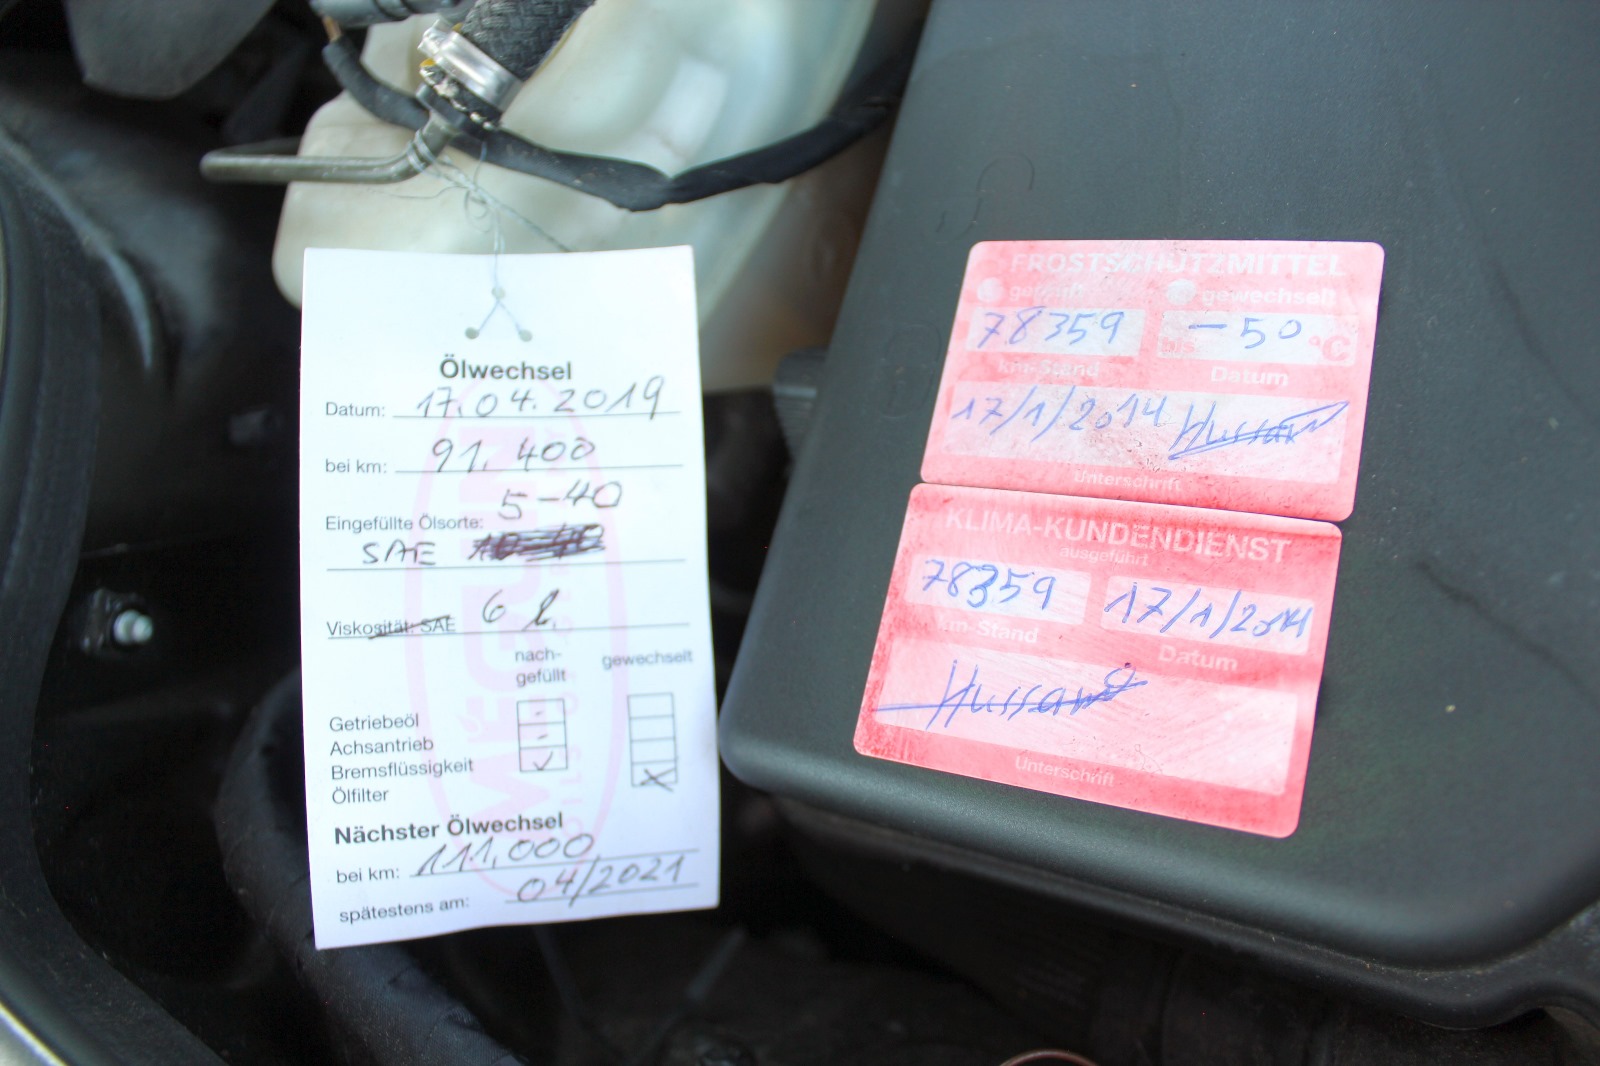 Ölwechsel
Datum: 17.04.2019
bei km: 91.400
5-40
Eingefüllte Ölsorte:
SAE 10-40
Viskosität: SAE 6 l.
nach-
gefüllt
gewechselt
Getriebeöl
Achsantrieb
Bremsflüssigkeit
Ölfilter
Nächster Ölwechsel
bei km: 111,000
spätestens am: 04/2021
FROSTSCHUTZMITTEL
geprüft gewechselt
78359 bis -50 °C
km-Stand Datum
17/1/2014
Unterschrift
KLIMA-KUNDENDIENST
ausgeführt
78359 17/1/2014
km-Stand Datum
Unterschrift